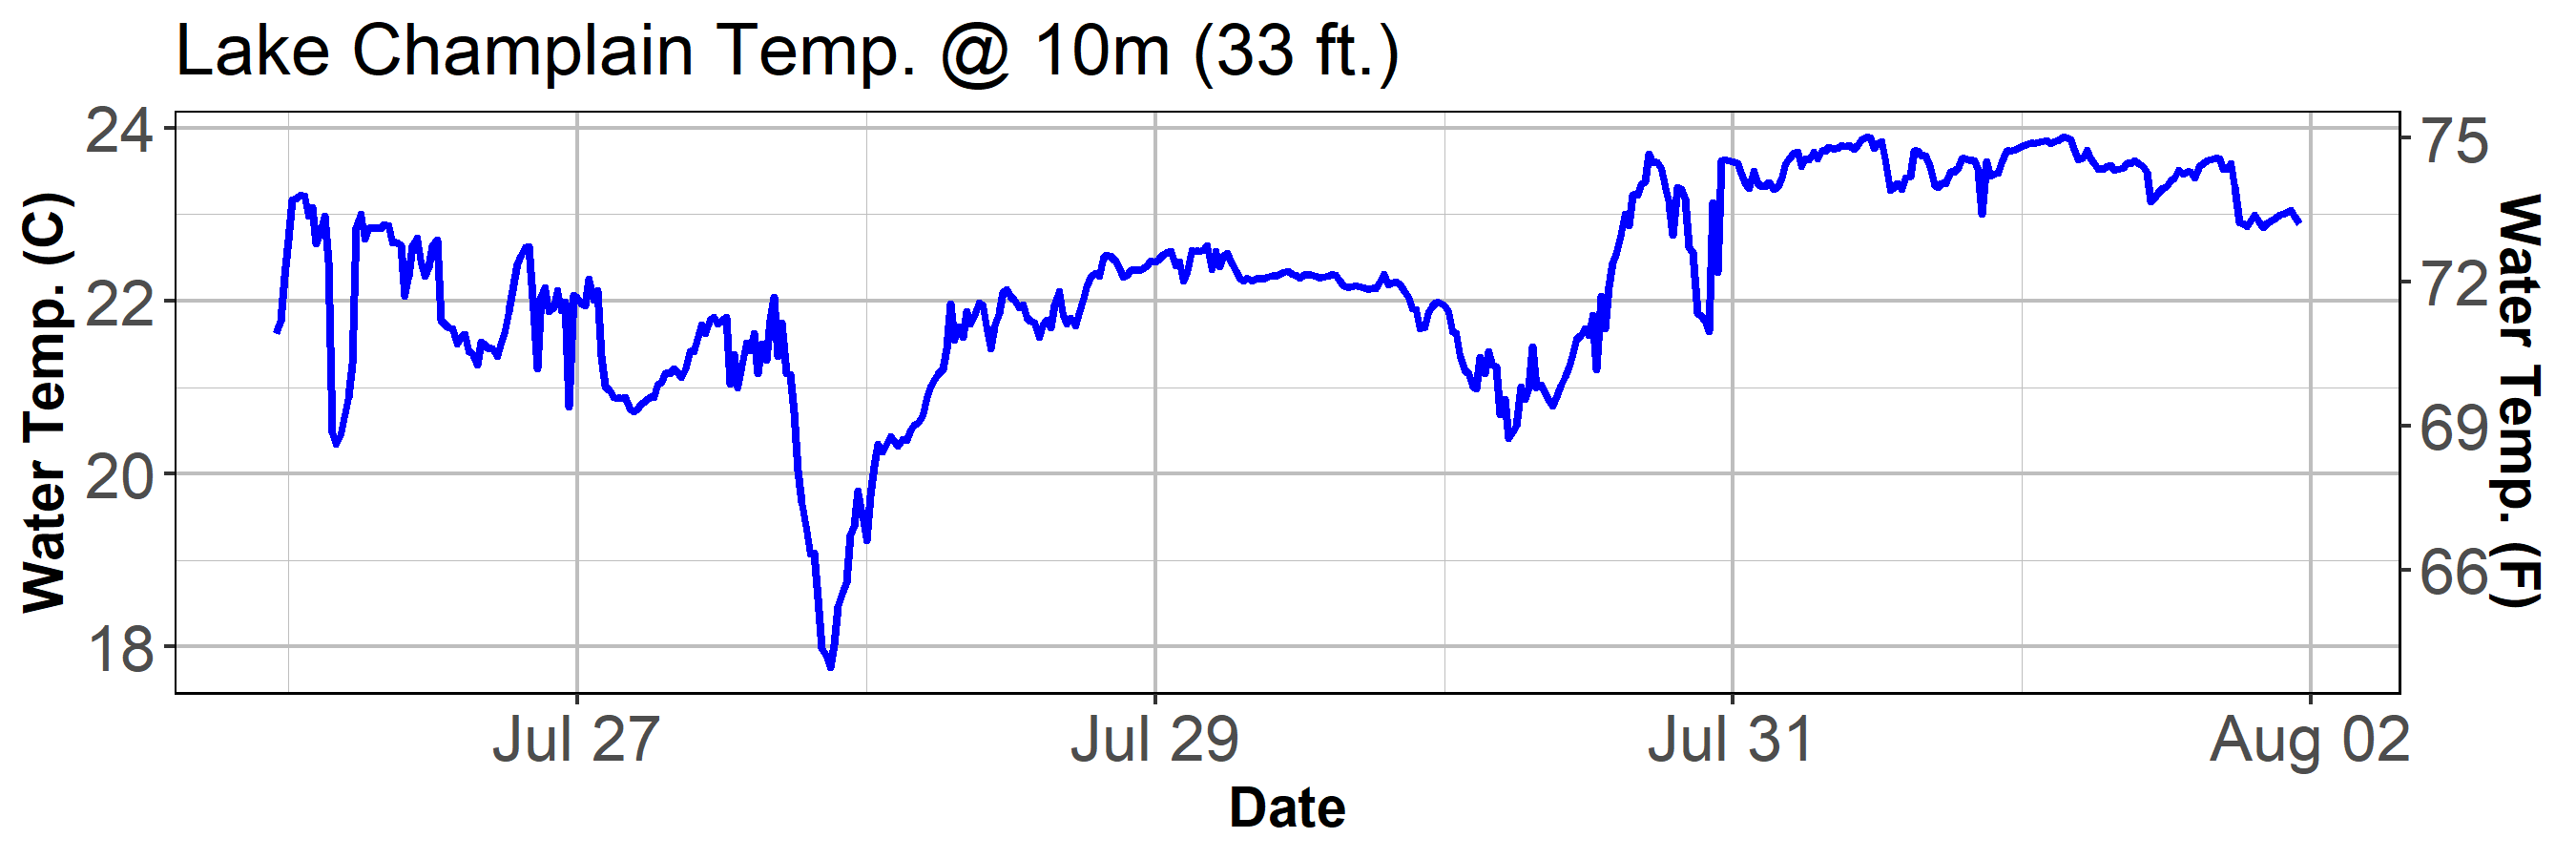 Lake Champlain Temp. @ 10m (33 ft.)
Water Temp. (C)
24
22
20
18
75
72
69
66
Water Temp. (F)
Jul 27
Jul 29
Jul 31
Aug 02
Date